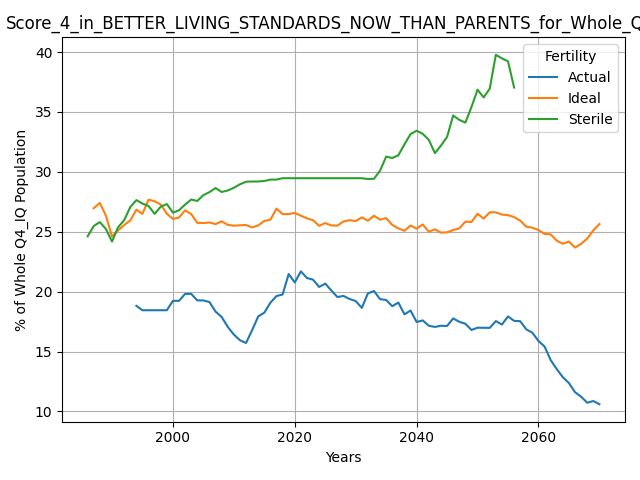 Score_4_in_BETTER_LIVING_STANDARDS_NOW_THAN_PARENTS_for_Whole_Q
Fertility
Actual
Ideal
Sterile
% of Whole Q4_IQ Population
40
35
30
25
20
15
10
2000 2020 2040 2060
Years